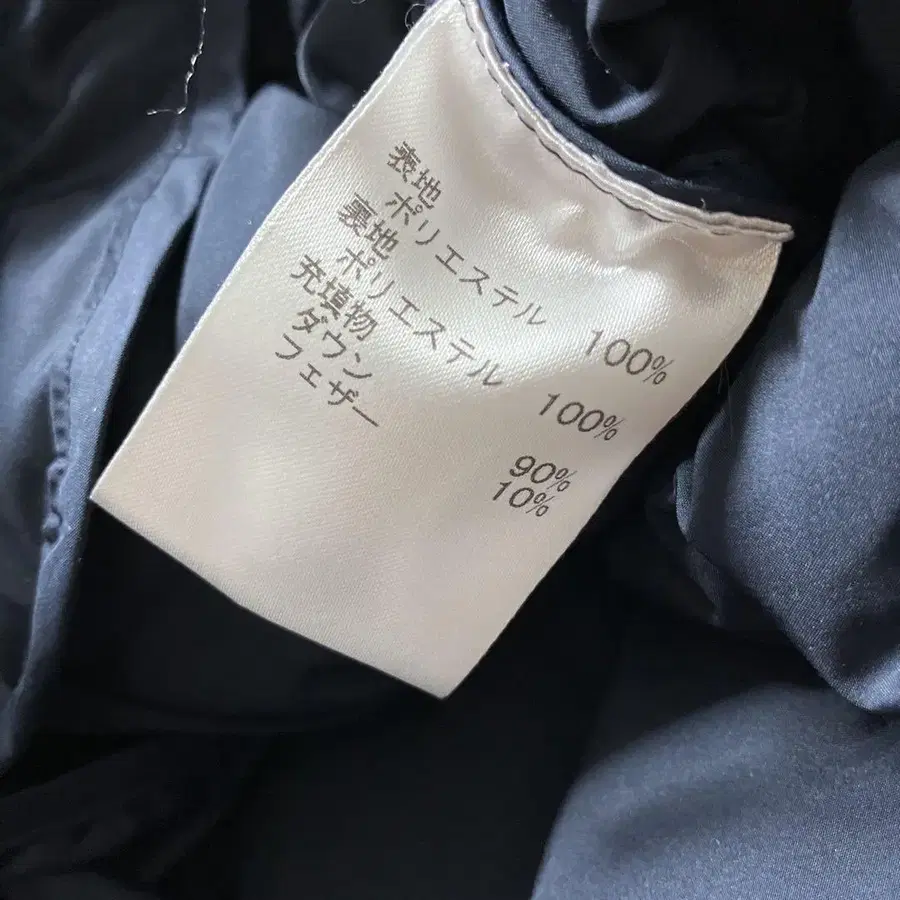 表地
ポリエステル 100%
裏地
ポリエステル 100%
充填物
ダウン 90%
フェザー 10%